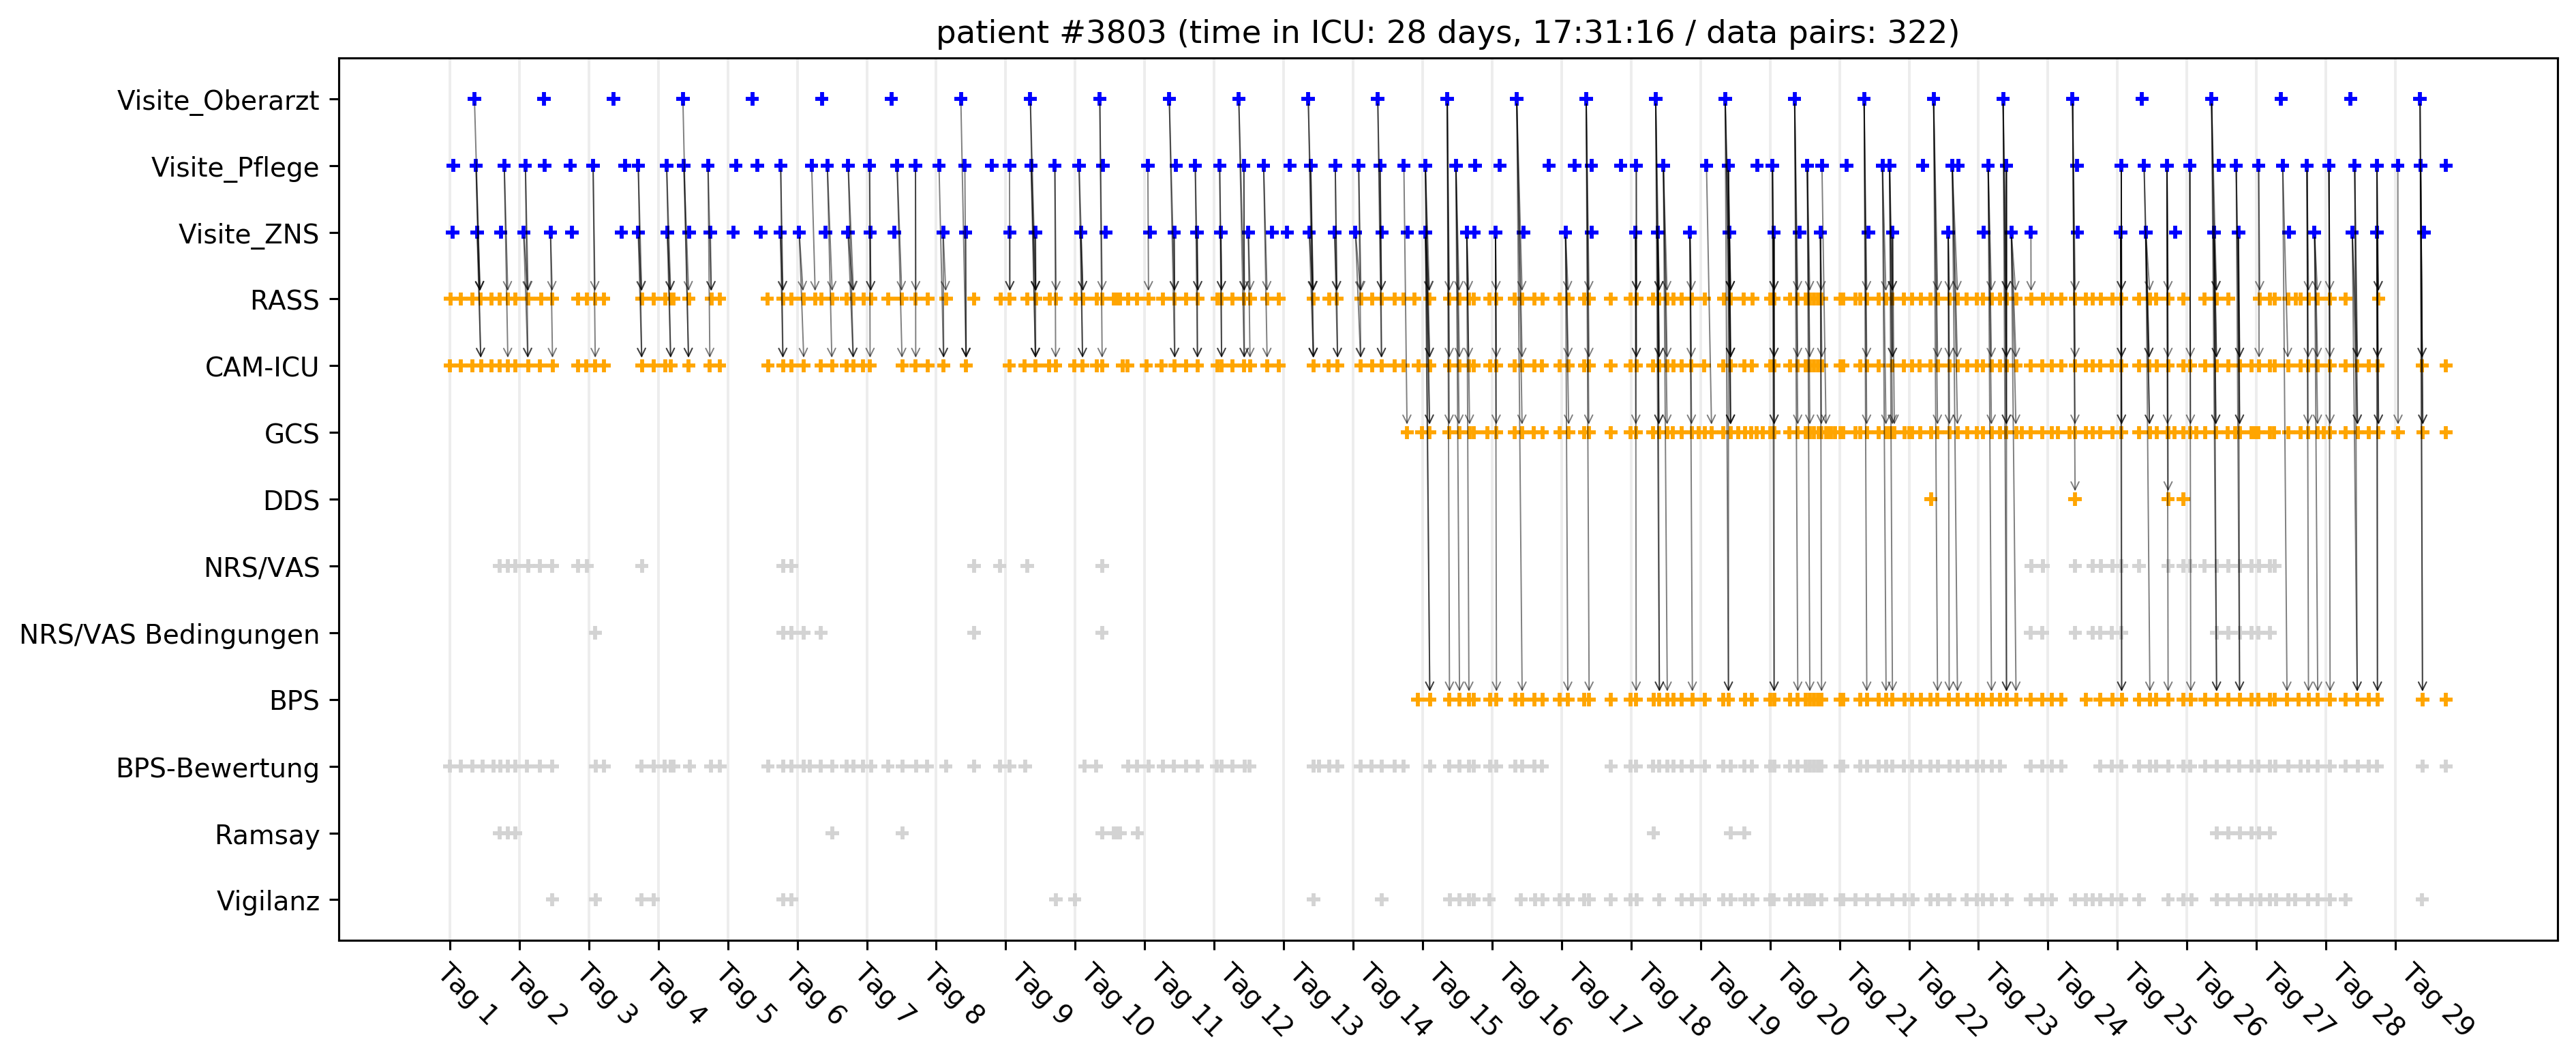 patient #3803 (time in ICU: 28 days, 17:31:16 / data pairs: 322)
Visite_Oberarzt
Visite_Pflege
Visite_ZNS
RASS
CAM-ICU
GCS
DDS
NRS/VAS
NRS/VAS Bedingungen
BPS
BPS-Bewertung
Ramsay
Vigilanz
Tag 1
Tag 2
Tag 3
Tag 4
Tag 5
Tag 6
Tag 7
Tag 8
Tag 9
Tag 10
Tag 11
Tag 12
Tag 13
Tag 14
Tag 15
Tag 16
Tag 17
Tag 18
Tag 19
Tag 20
Tag 21
Tag 22
Tag 23
Tag 24
Tag 25
Tag 26
Tag 27
Tag 28
Tag 29